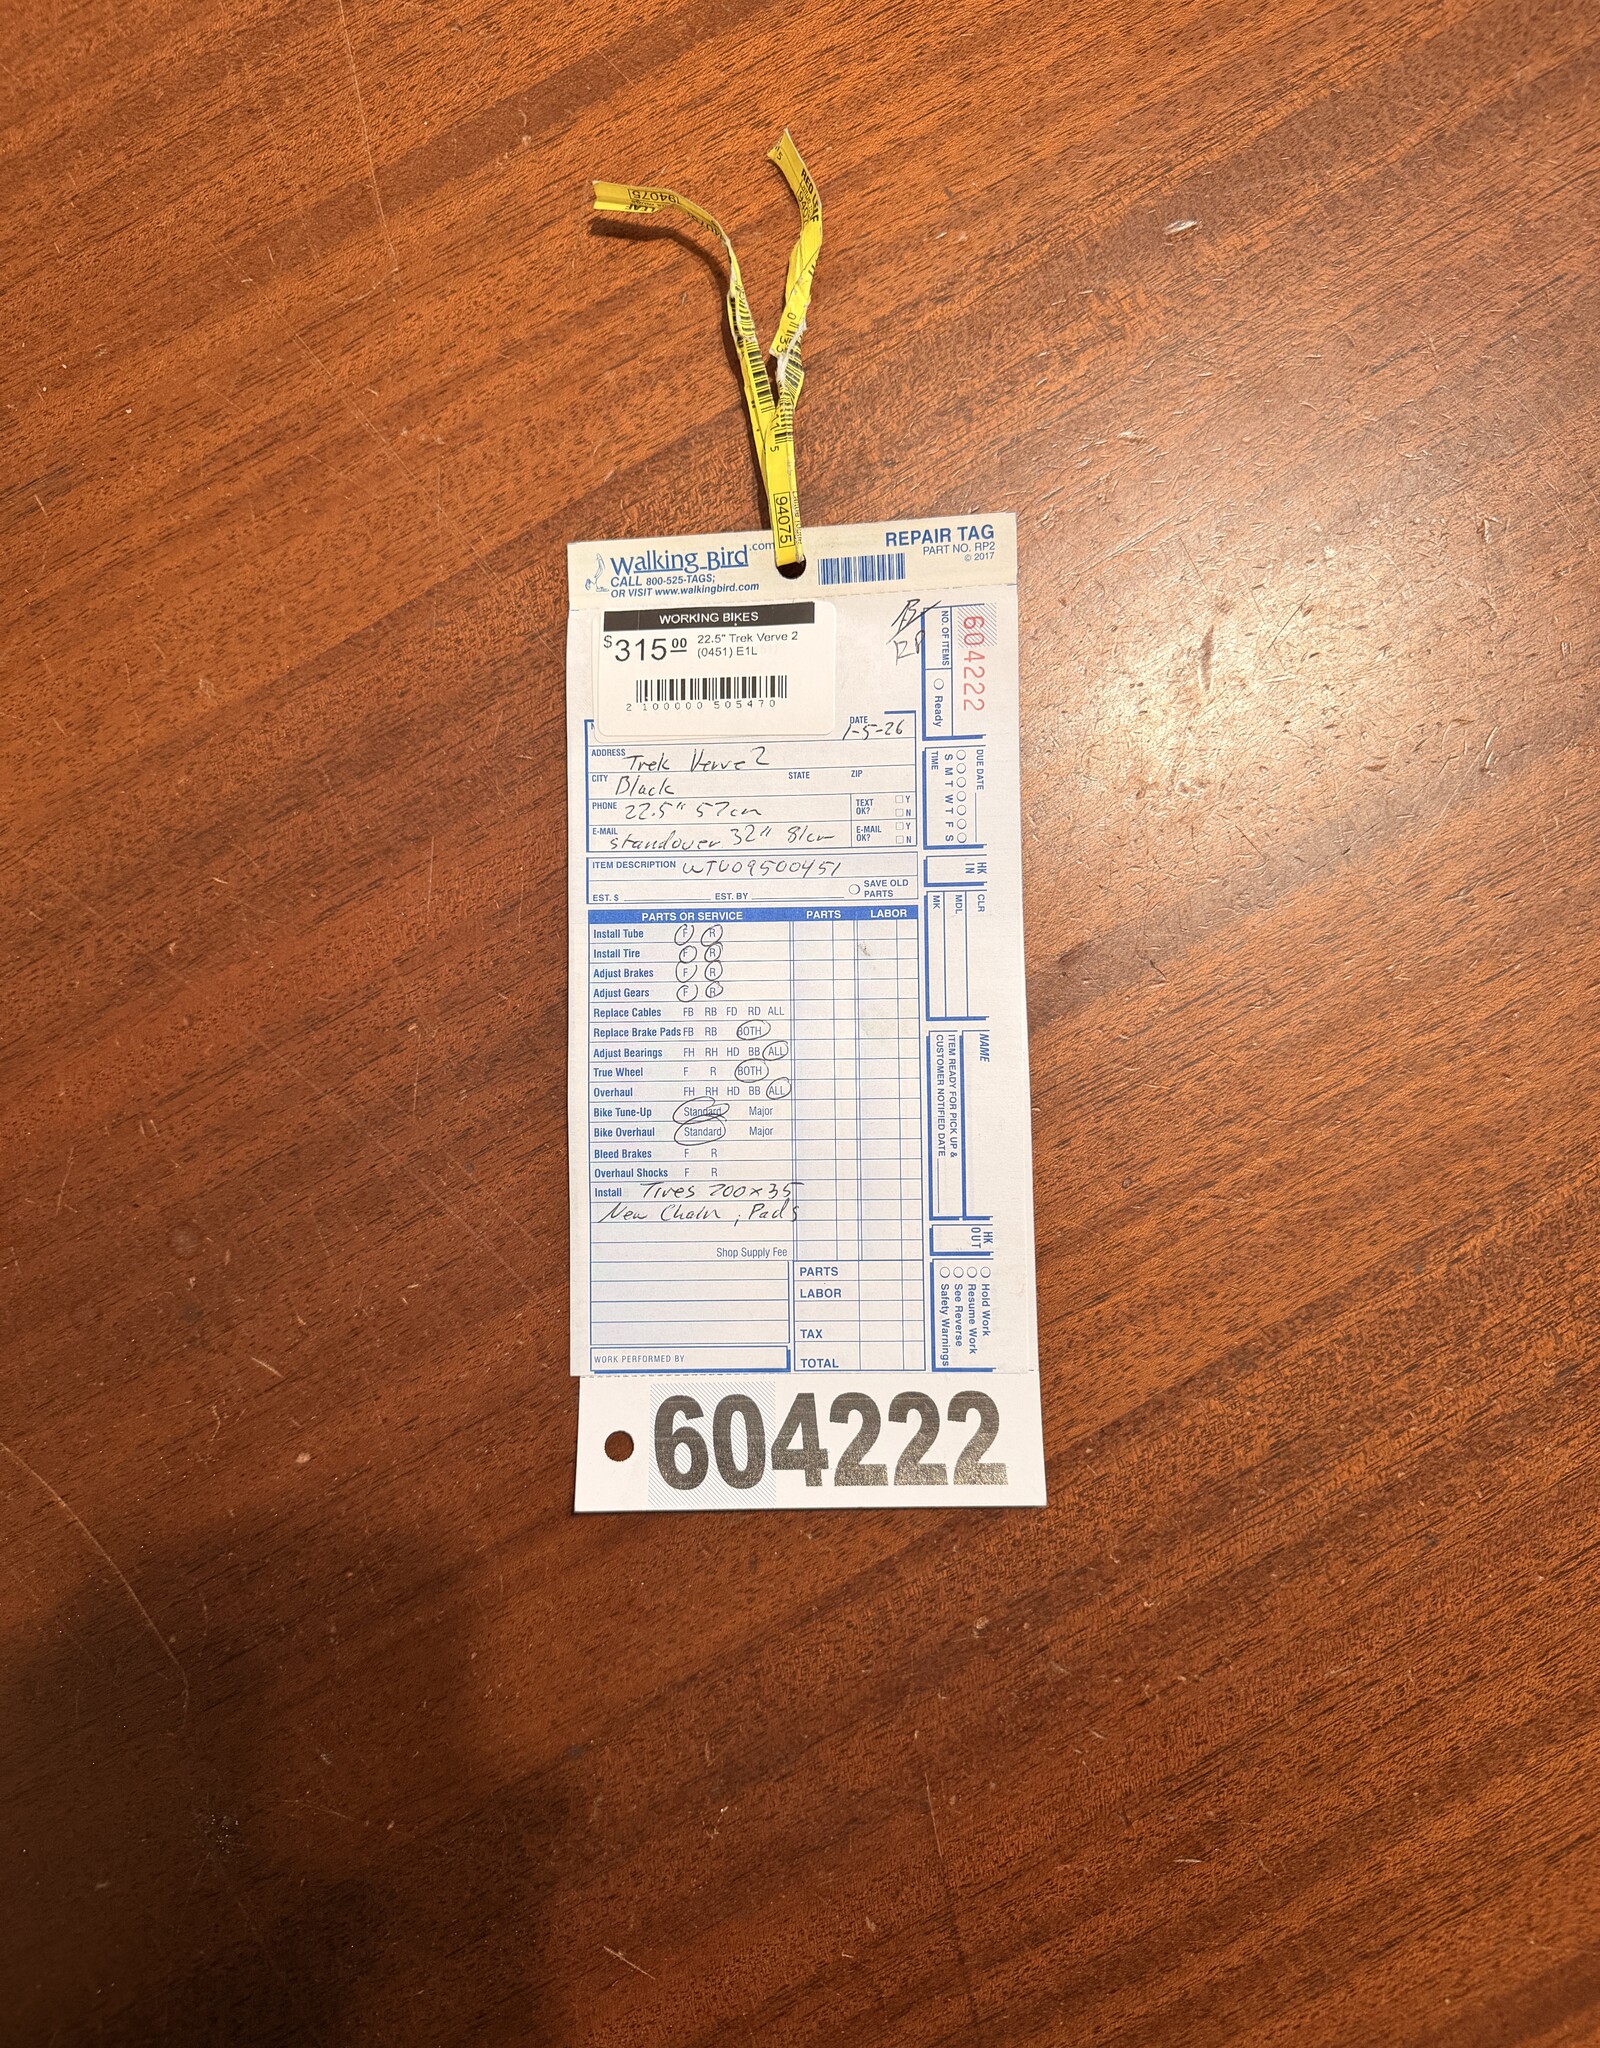 94075
94075
REPAIR TAG
PART NO. RP2
© 2017
Walking Bird.com
CALL 800-525-TAGS;
OR VISIT www.walkingbird.com
WORKING BIKES
$315.00 22.5" Trek Verve 2
(0451) E1L
2 100000 505470
604222
NO. OF ITEMS
Ready
DATE 1-5-26
ADDRESS Trek Verve 2
CITY Black STATE ZIP
PHONE 22.5" 57cm TEXT OK? Y N
E-MAIL standover 32" 81cm E-MAIL OK? Y N
ITEM DESCRIPTION WTU09500451
EST. $ EST. BY SAVE OLD PARTS
DUE DATE
S M T W T F S
TIME
HK IN
CLR
MDL
MK
PARTS OR SERVICE PARTS LABOR
Install Tube F R
Install Tire F R
Adjust Brakes F R
Adjust Gears F R
Replace Cables FB RB FD RD ALL
Replace Brake Pads FB RB BOTH
Adjust Bearings FH RH HD BB ALL
True Wheel F R BOTH
Overhaul FH RH HD BB ALL
Bike Tune-Up Standard Major
Bike Overhaul Standard Major
Bleed Brakes F R
Overhaul Shocks F R
Install Tires 700x35
New Chain, Pads
Shop Supply Fee
PARTS
LABOR
TAX
TOTAL
WORK PERFORMED BY
NAME
ITEM READY FOR PICK UP &
CUSTOMER NOTIFIED DATE
HK OUT
Hold Work
Resume Work
See Reverse
Safety Warnings
604222